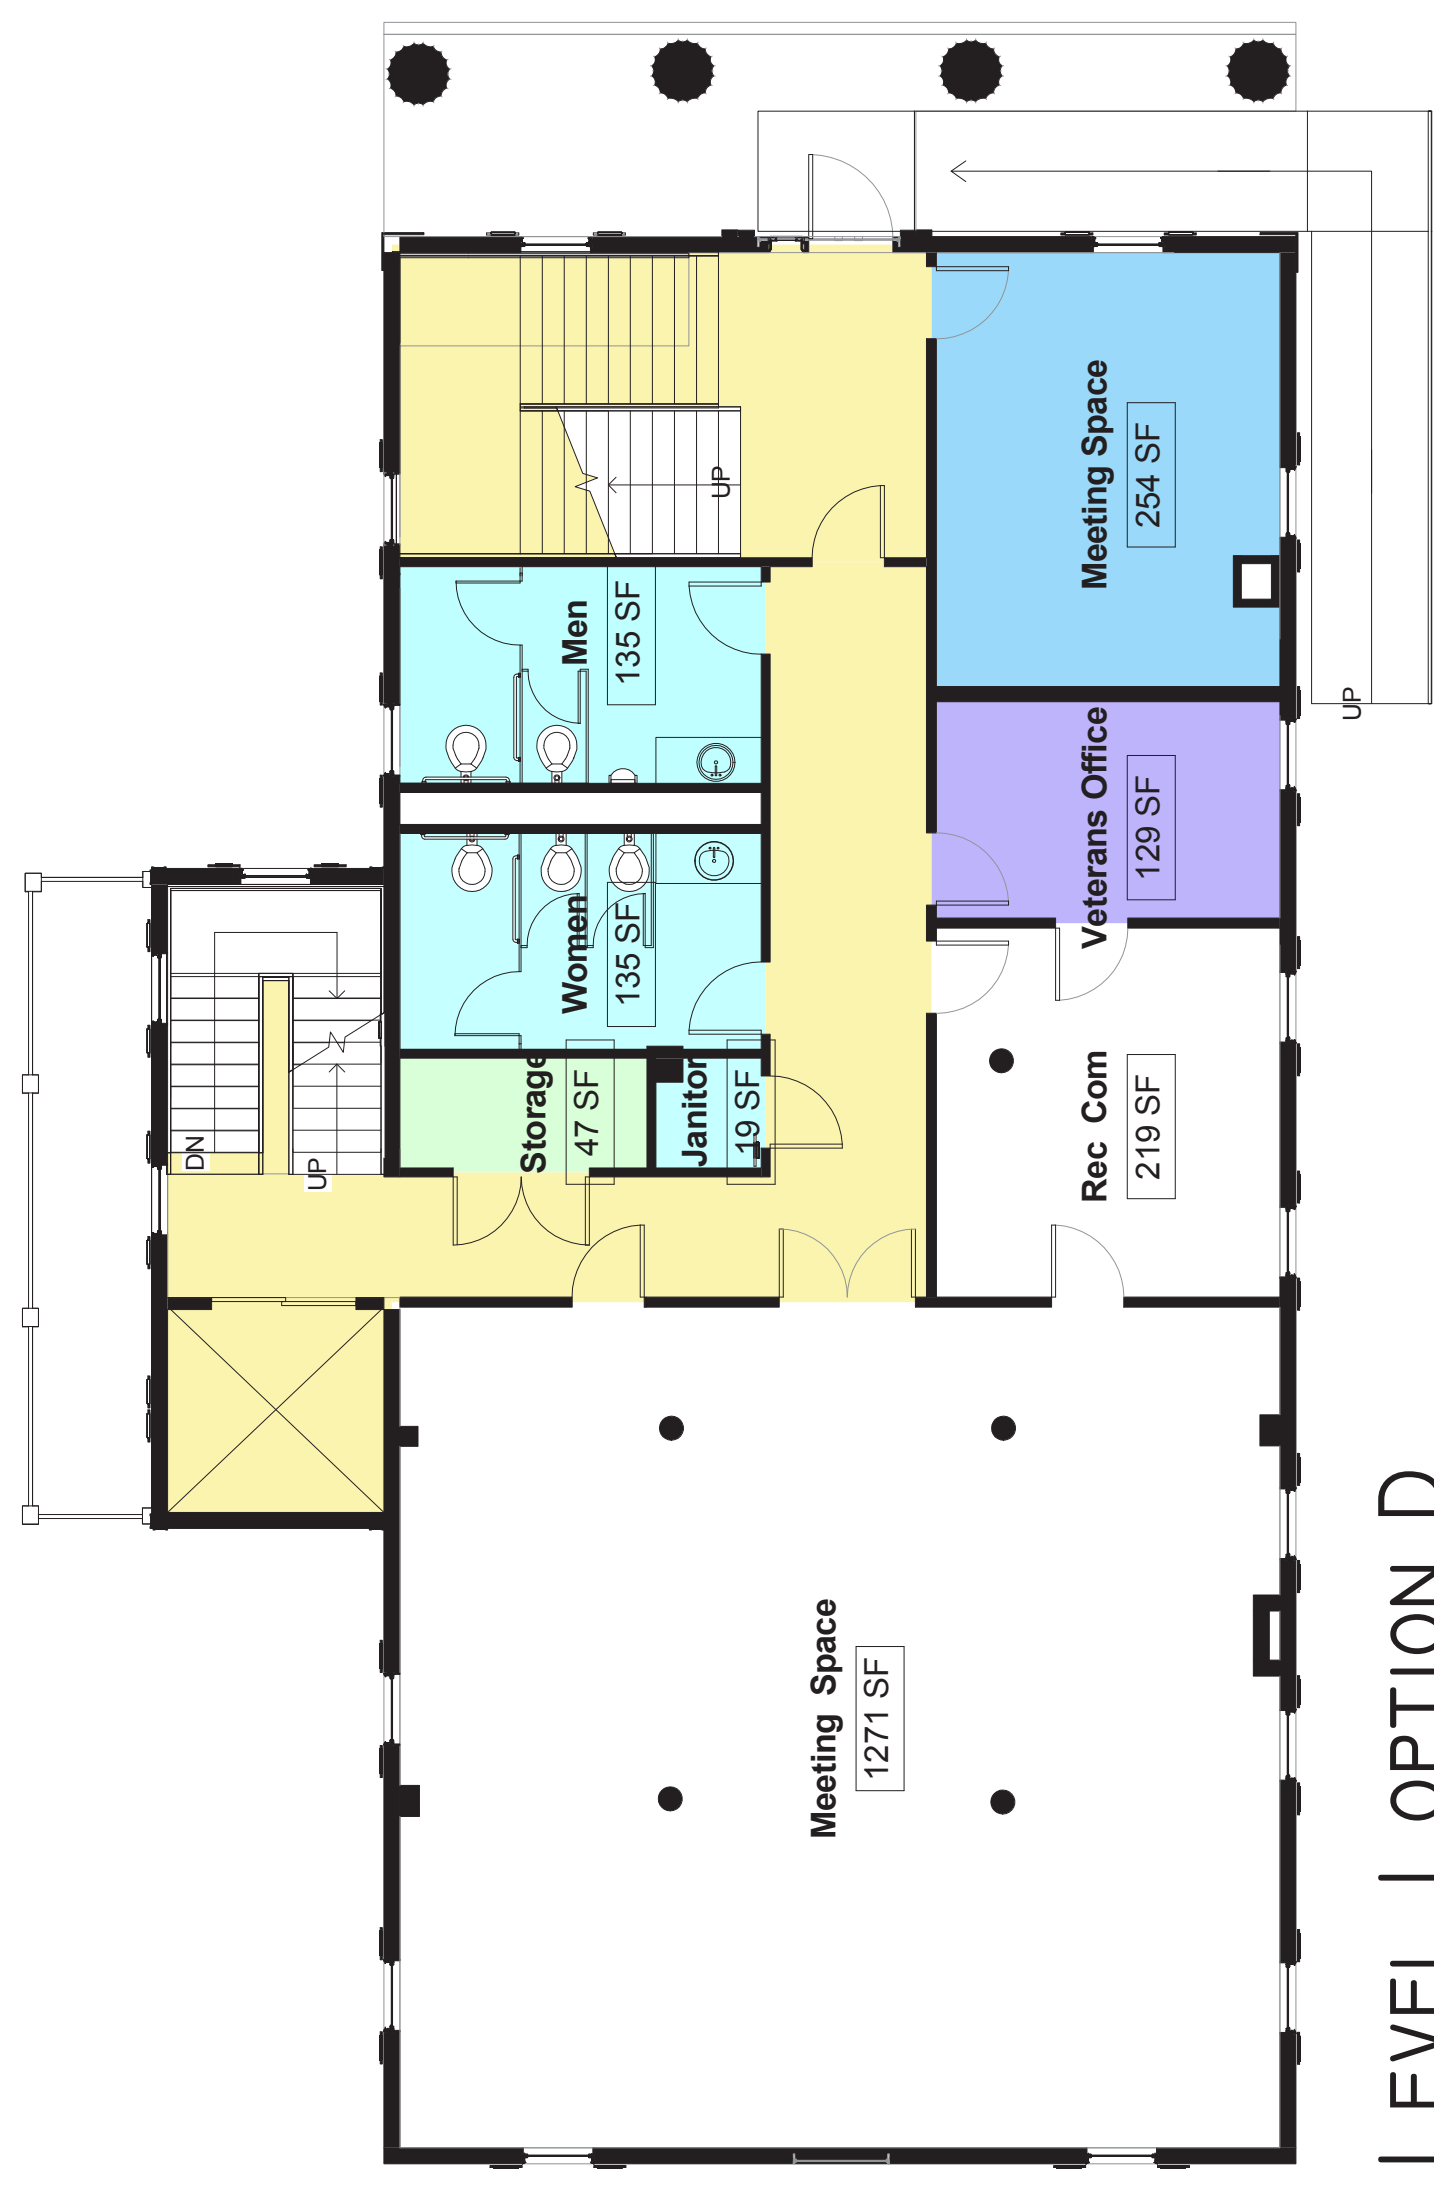 DN
UP
Storage
47 SF
Women
135 SF
Men
135 SF
Janitor
19 SF
UP
Meeting Space
1271 SF
Rec Com
219 SF
Veterans Office
129 SF
Meeting Space
254 SF
UP
LEVEL I OPTION D